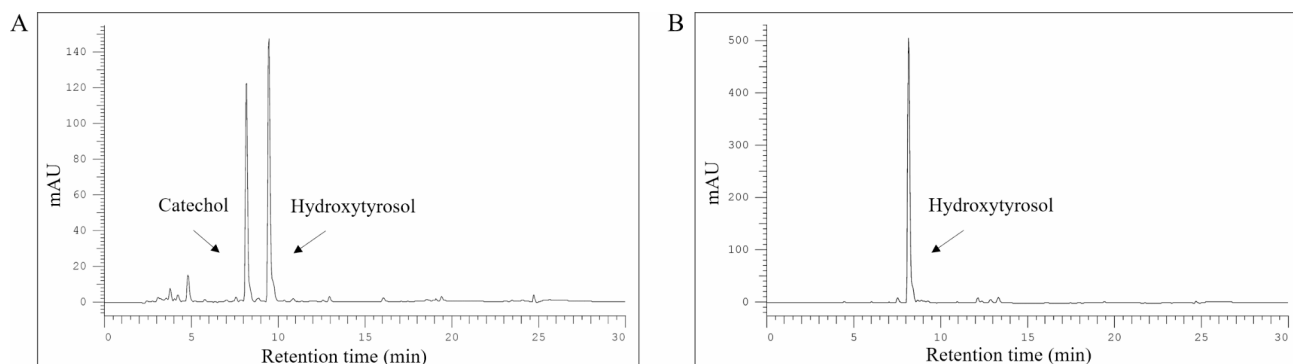 A
140
120
100
80
60
40
20
0
mAU
Catechol
Hydroxytyrosol
0 5 10 15 20 25 30
Retention time (min)
B
500
400
300
200
100
0
mAU
Hydroxytyrosol
0 5 10 15 20 25 30
Retention time (min)